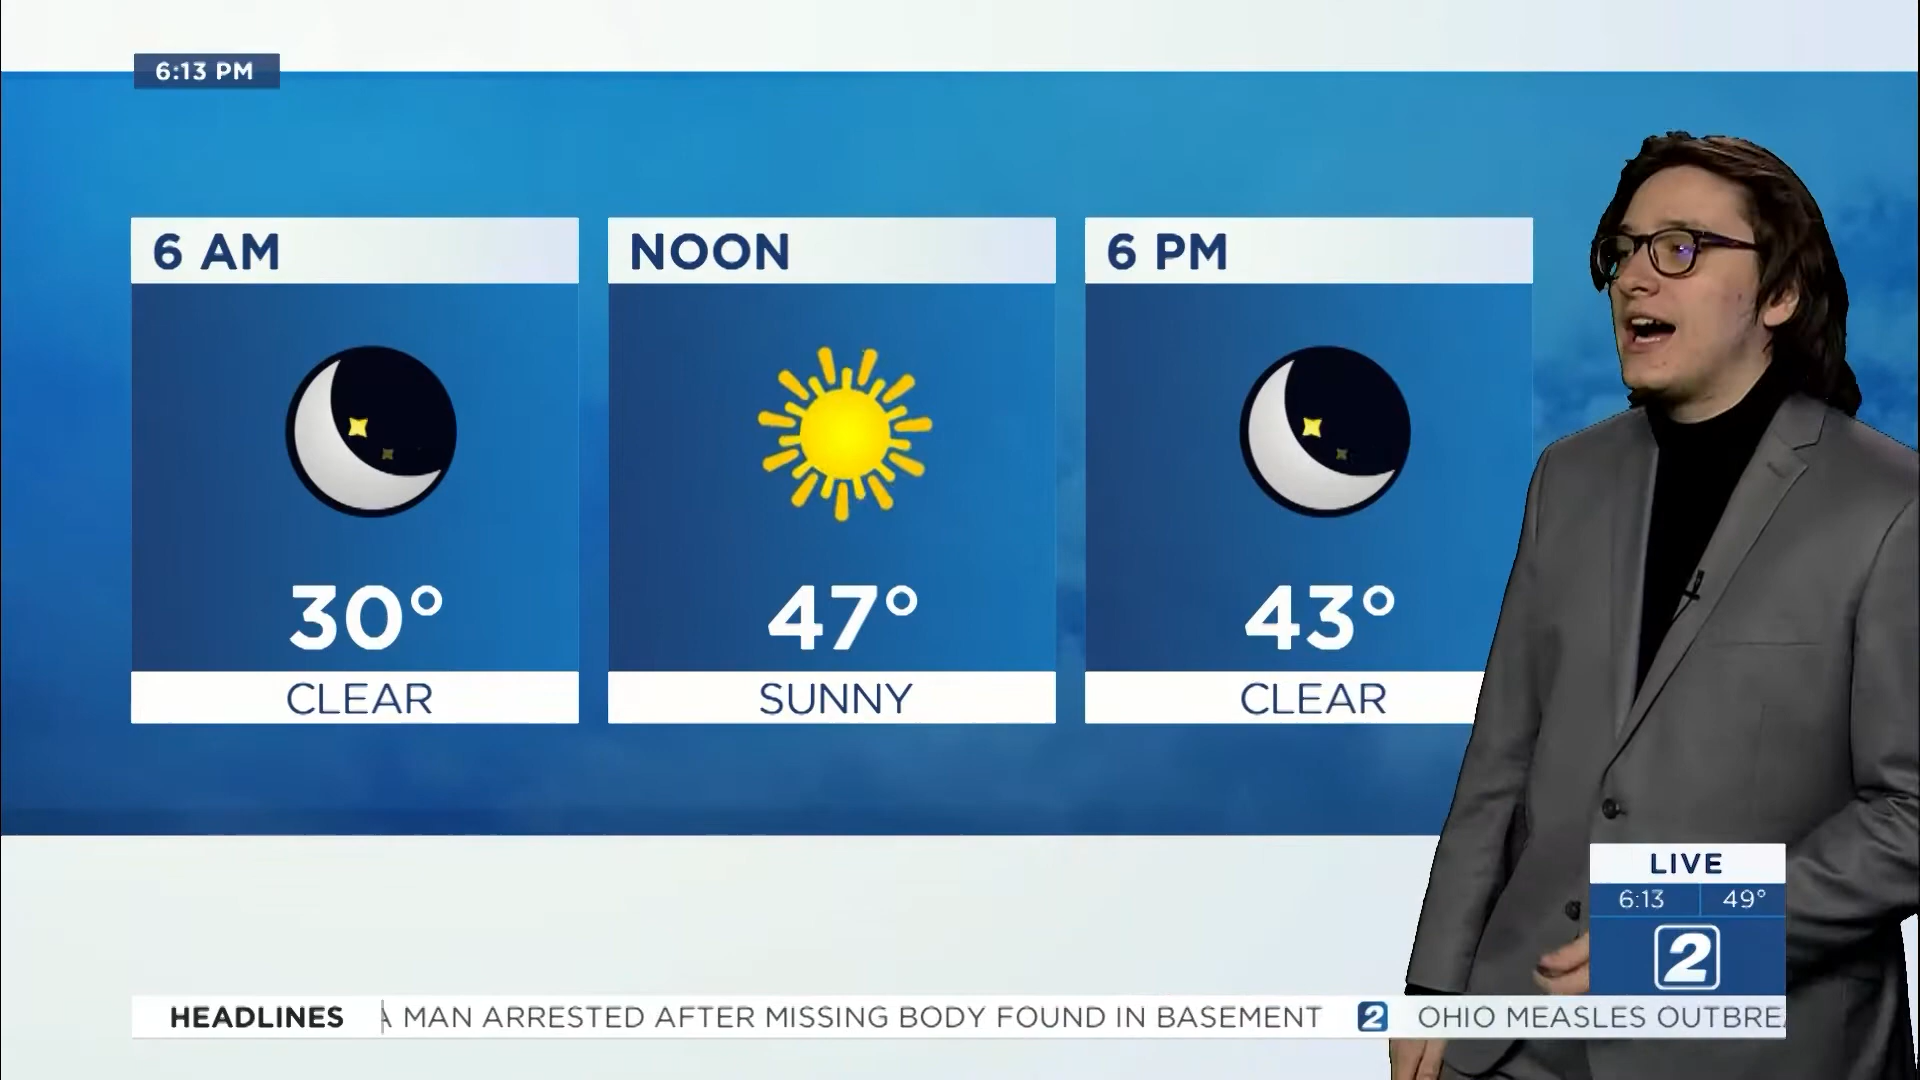 6:13 PM
6 AM
NOON
6 PM
30°
47°
43°
CLEAR
SUNNY
CLEAR
LIVE
6:13
49°
2
HEADLINES
A MAN ARRESTED AFTER MISSING BODY FOUND IN BASEMENT 2 OHIO MEASLES OUTBREA